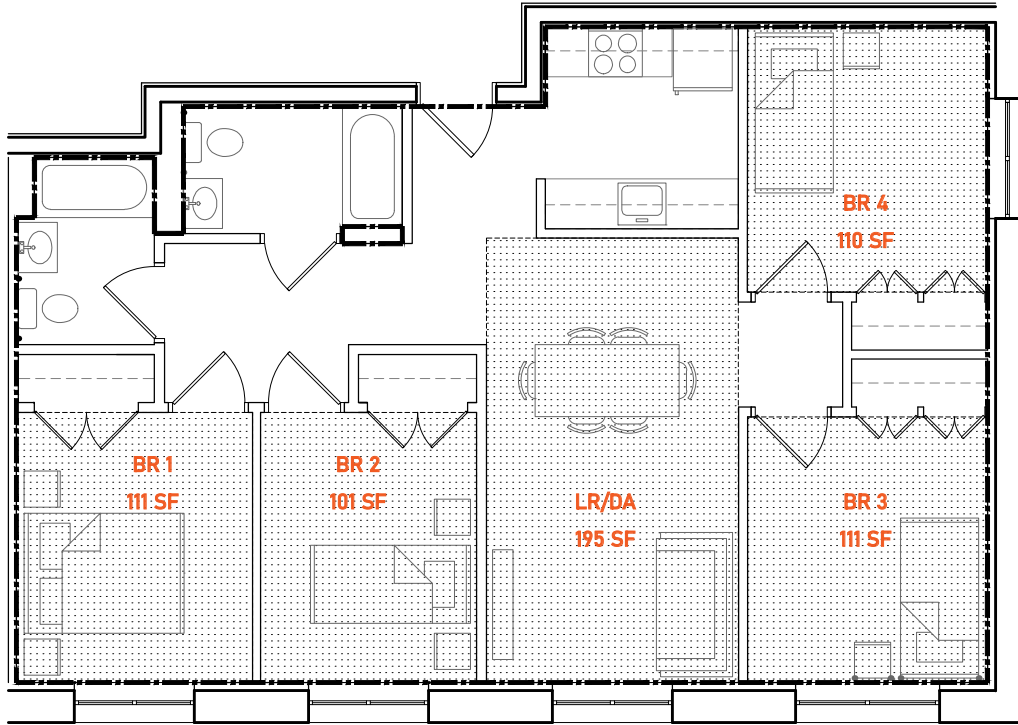 BR 4
110 SF
BR 1
111 SF
BR 2
101 SF
LR/DA
195 SF
BR 3
111 SF